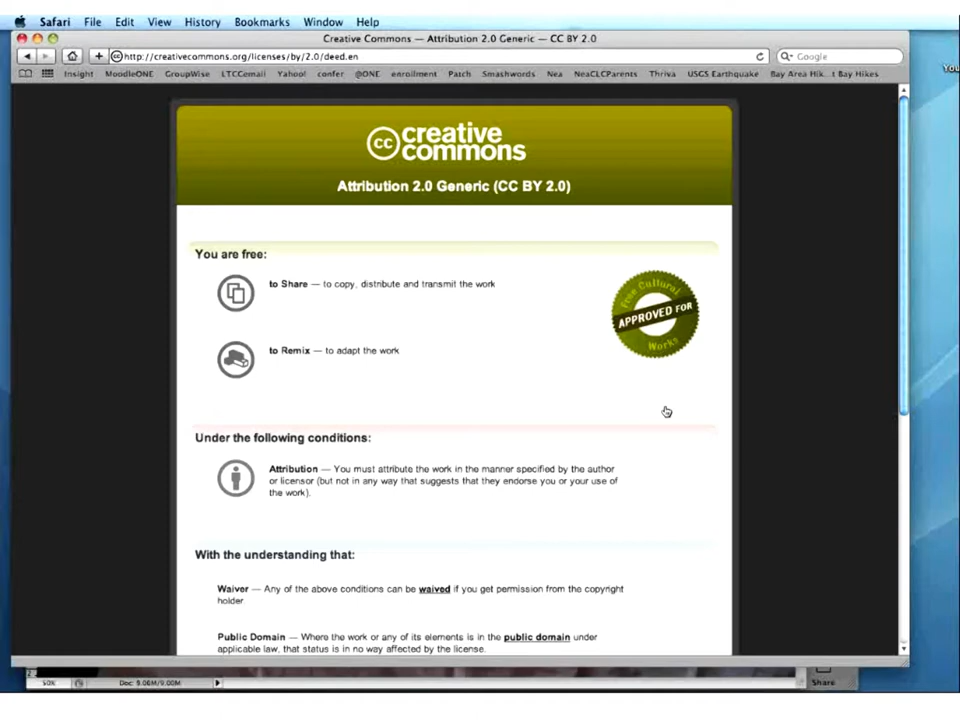 Safari File Edit View History Bookmarks Window Help
Creative Commons — Attribution 2.0 Generic — CC BY 2.0
http://creativecommons.org/licenses/by/2.0/deed.en
Google
Insight MoodleONE GroupWise LTCCemail Yahoo! confer @ONE enrollment Patch Smashwords Nea NeaCLCParents Thriva USGS Earthquake Bay Area Hik...t Bay Hikes
You
cc creative
commons
Attribution 2.0 Generic (CC BY 2.0)
You are free:
to Share — to copy, distribute and transmit the work
Free Cultural
APPROVED FOR
Works
to Remix — to adapt the work
Under the following conditions:
Attribution — You must attribute the work in the manner specified by the author
or licensor (but not in any way that suggests that they endorse you or your use of
the work).
With the understanding that:
Waiver — Any of the above conditions can be waived if you get permission from the copyright
holder.
Public Domain — Where the work or any of its elements is in the public domain under
applicable law, that status is in no way affected by the license.
50% Doc: 9.00M/9.00M
Share